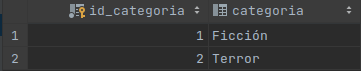 id_categoria categoria
1 1 Ficción
2 2 Terror